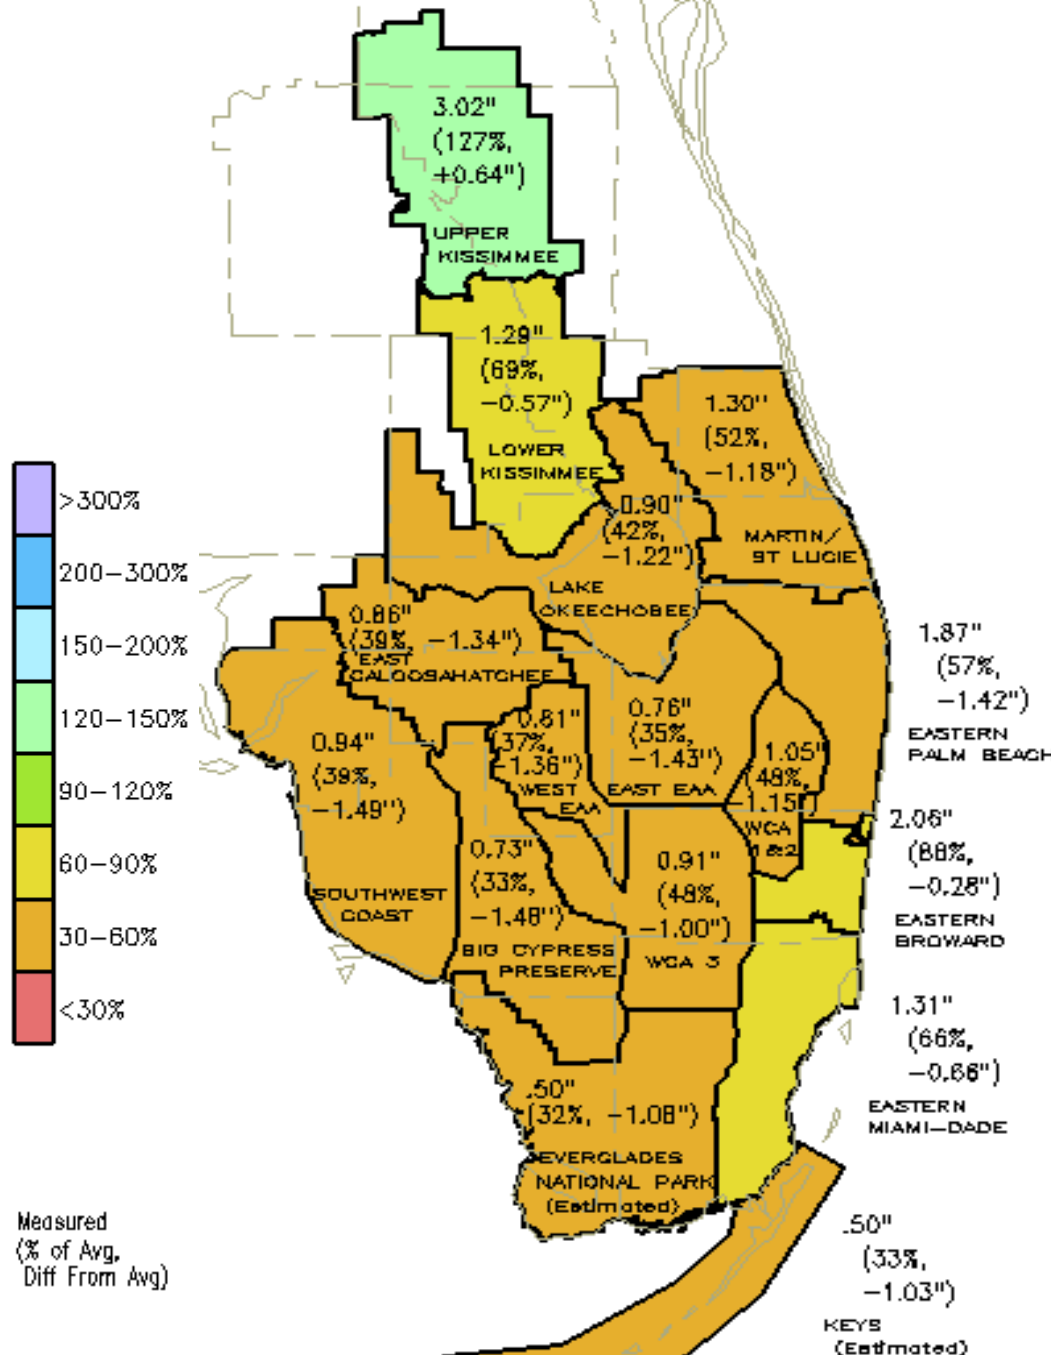 3.02"
(127%,
+0.64")
UPPER
KISSIMMEE
1.29"
(69%,
-0.57")
LOWER
KISSIMMEE
1.30"
(52%,
-1.18")
MARTIN/
ST LUCIE
0.90"
(42%,
-1.22")
LAKE
OKEECHOBEE
0.86"
(39%, -1.34")
EAST
CALOOSAHATCHEE
>300%
200-300%
150-200%
120-150%
90-120%
60-90%
30-60%
<30%
1.87"
(57%,
-1.42")
EASTERN
PALM BEACH
0.94"
(39%,
-1.49")
SOUTHWEST
COAST
0.81"
37%,
-1.36")
WEST
EAA
0.76"
(35%,
-1.43")
EAST EAA
1.05"
(48%,
-1.15")
WCA
1&2
2.06"
(88%,
-0.28")
EASTERN
BROWARD
0.73"
(33%,
-1.48")
BIG CYPRESS
PRESERVE
0.91"
(48%,
-1.00")
WCA 3
1.31"
(66%,
-0.66")
EASTERN
MIAMI-DADE
.50"
(32%, -1.08")
EVERGLADES
NATIONAL PARK
(Estimated)
.50"
(33%,
-1.03")
KEYS
(Estimated)
Measured
(% of Avg,
Diff From Avg)